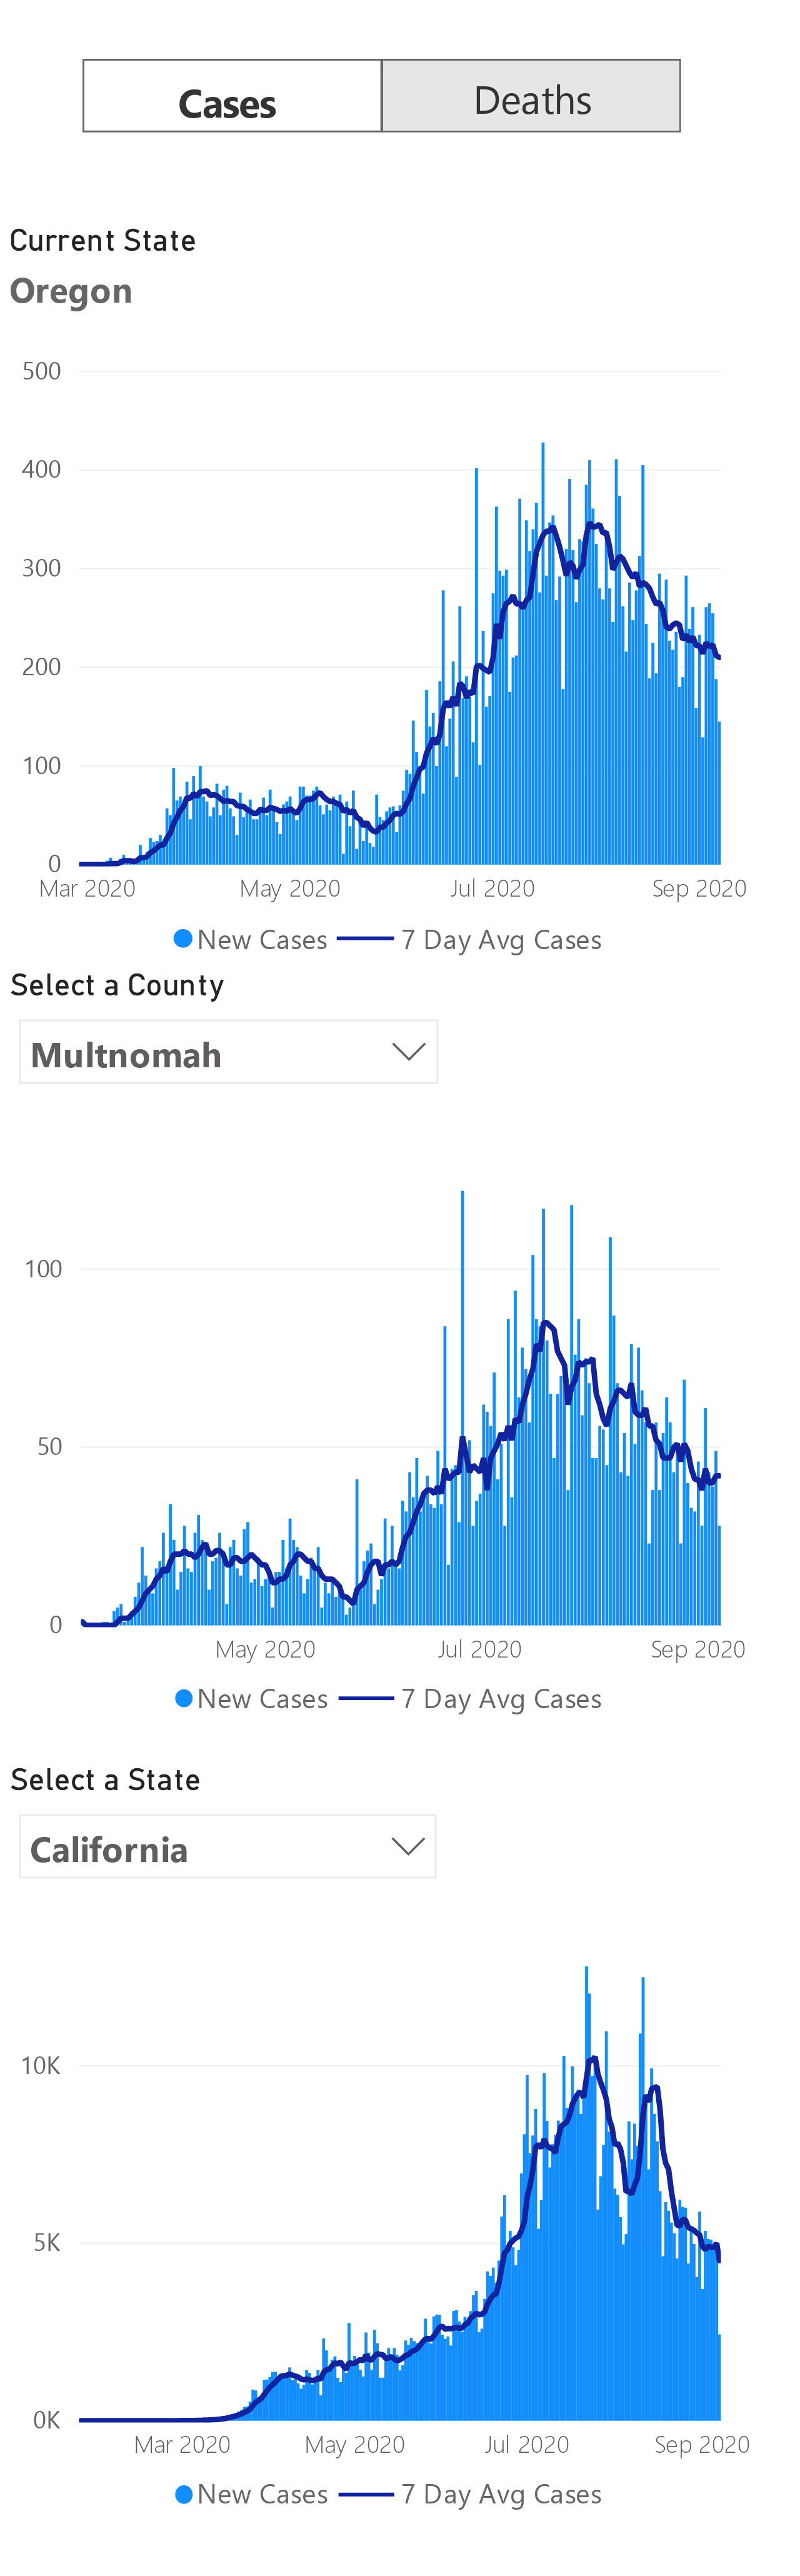 Cases Deaths
Current State
Oregon
500
400
300
200
100
0
Mar 2020 May 2020 Jul 2020 Sep 2020
New Cases 7 Day Avg Cases
Select a County
Multnomah
100
50
0
May 2020 Jul 2020 Sep 2020
New Cases 7 Day Avg Cases
Select a State
California
10K
5K
0K
Mar 2020 May 2020 Jul 2020 Sep 2020
New Cases 7 Day Avg Cases